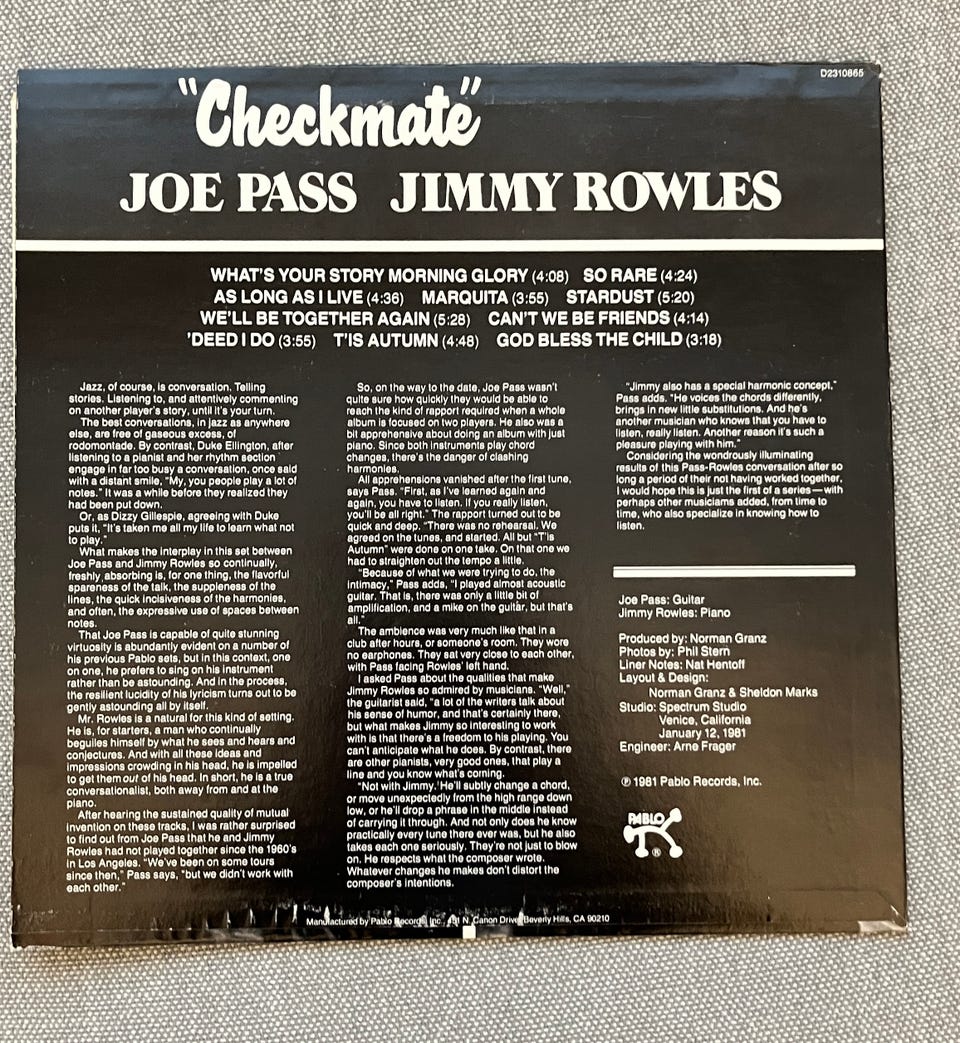 D2310865
"Checkmate"
JOE PASS JIMMY ROWLES
WHAT'S YOUR STORY MORNING GLORY (4:08) SO RARE (4:24)
AS LONG AS I LIVE (4:36) MARQUITA (3:55) STARDUST (5:20)
WE'LL BE TOGETHER AGAIN (5:28) CAN'T WE BE FRIENDS (4:14)
'DEED I DO (3:55) T'IS AUTUMN (4:48) GOD BLESS THE CHILD (3:18)
Jazz, of course, is conversation. Telling
stories. Listening to, and attentively commenting
on another player's story, until it's your turn.
The best conversations, in jazz as anywhere
else, are free of gaseous excess, of
rodomontade. By contrast, Duke Ellington, after
listening to a pianist and her rhythm section
engage in far too busy a conversation, once said
with a distant smile, "My, you people play a lot of
notes." It was a while before they realized they
had been put down.
Or, as Dizzy Gillespie, agreeing with Duke
puts it, "It's taken me all my life to learn what not
to play."
What makes the interplay in this set between
Joe Pass and Jimmy Rowles so continually,
freshly absorbing is, for one thing, the flavorful
spareness of the talk, the suppleness of the
lines, the quick incisiveness of the harmonies,
and often, the expressive use of spaces between
notes.
That Joe Pass is capable of quite stunning
virtuosity is abundantly evident on a number of
his previous Pablo sets, but in this context, one
on one, he prefers to sing on his instrument
rather than be astounding. And in the process,
the resilient lucidity of his lyricism turns out to be
gently astounding all by itself.
Mr. Rowles is a natural for this kind of setting.
He is, for starters, a man who continually
beguiles himself by what he sees and hears and
conjectures. And with all these ideas and
impressions crowding in his head, he is impelled
to get them out of his head. In short, he is a true
conversationalist, both away from and at the
piano.
After hearing the sustained quality of mutual
invention on these tracks, I was rather surprised
to find out from Joe Pass that he and Jimmy
Rowles had not played together since the 1960's
in Los Angeles. "We've been on some tours
since then," Pass says, "but we didn't work with
each other."
So, on the way to the date, Joe Pass wasn't
quite sure how quickly they would be able to
reach the kind of rapport required when a whole
album is focused on two players. He also was a
bit apprehensive about doing an album with just
piano. Since both instruments play chord
changes, there's the danger of clashing
harmonies.
All apprehensions vanished after the first tune,
says Pass. "First, as I've learned again and
again, you have to listen. If you really listen,
you'll be all right." The rapport turned out to be
quick and deep. "There was no rehearsal. We
agreed on the tunes, and started. All but "T'is
Autumn" were done on one take. On that one we
had to straighten out the tempo a little.
"Because of what we were trying to do, the
intimacy," Pass adds, "I played almost acoustic
guitar. That is, there was only a little bit of
amplification, and a mike on the guitar, but that's
all."
The ambience was very much like that in a
club after hours, or someone's room. They wore
no earphones. They sat very close to each other,
with Pass facing Rowles' left hand.
I asked Pass about the qualities that make
Jimmy Rowles so admired by musicians. "Well,"
the guitarist said, "a lot of the writers talk about
his sense of humor, and that's certainly there,
but what makes Jimmy so interesting to work
with is that there's a freedom to his playing. You
can't anticipate what he does. By contrast, there
are other pianists, very good ones, that play a
line and you know what's coming.
"Not with Jimmy. He'll subtly change a chord,
or move unexpectedly from the high range down
low, or he'll drop a phrase in the middle instead
of carrying it through. And not only does he know
practically every tune there ever was, but he also
takes each one seriously. They're not just to blow
on. He respects what the composer wrote.
Whatever changes he makes don't distort the
composer's intentions.
"Jimmy also has a special harmonic concept,"
Pass adds. "He voices the chords differently,
brings in new little substitutions. And he's
another musician who knows that you have to
listen, really listen. Another reason it's such a
pleasure playing with him."
Considering the wondrously illuminating
results of this Pass-Rowles conversation after so
long a period of their not having worked together,
I would hope this is just the first of a series—with
perhaps other musicians added, from time to
time, who also specialize in knowing how to
listen.
Joe Pass: Guitar
Jimmy Rowles: Piano
Produced by: Norman Granz
Photos by: Phil Stern
Liner Notes: Nat Hentoff
Layout & Design:
Norman Granz & Sheldon Marks
Studio: Spectrum Studio
Venice, California
January 12, 1981
Engineer: Arne Frager
℗ 1981 Pablo Records, Inc.
PABLO
®
Manufactured by Pablo Records, Inc., N. Canon Drive, Beverly Hills, CA 90210